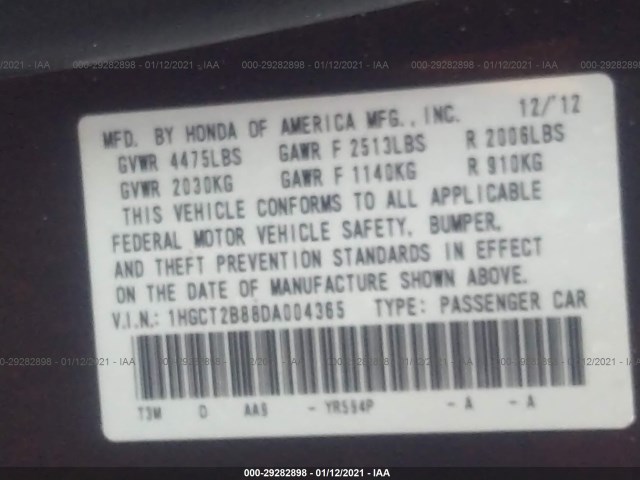 000-29282898 - 01/12/2021 - IAA
MFD. BY HONDA OF AMERICA MFG., INC. 12/'12
GVWR 4475LBS GAWR F 2513LBS R 2006LBS
GVWR 2030KG GAWR F 1140KG R 910KG
THIS VEHICLE CONFORMS TO ALL APPLICABLE
FEDERAL MOTOR VEHICLE SAFETY, BUMPER,
AND THEFT PREVENTION STANDARDS IN EFFECT
ON THE DATE OF MANUFACTURE SHOWN ABOVE.
V.I.N.: 1HGCT2B88DA004365 TYPE: PASSENGER CAR
T3M D AA9 - YR594P - A - A
000-29282898 - 01/12/2021 - IAA